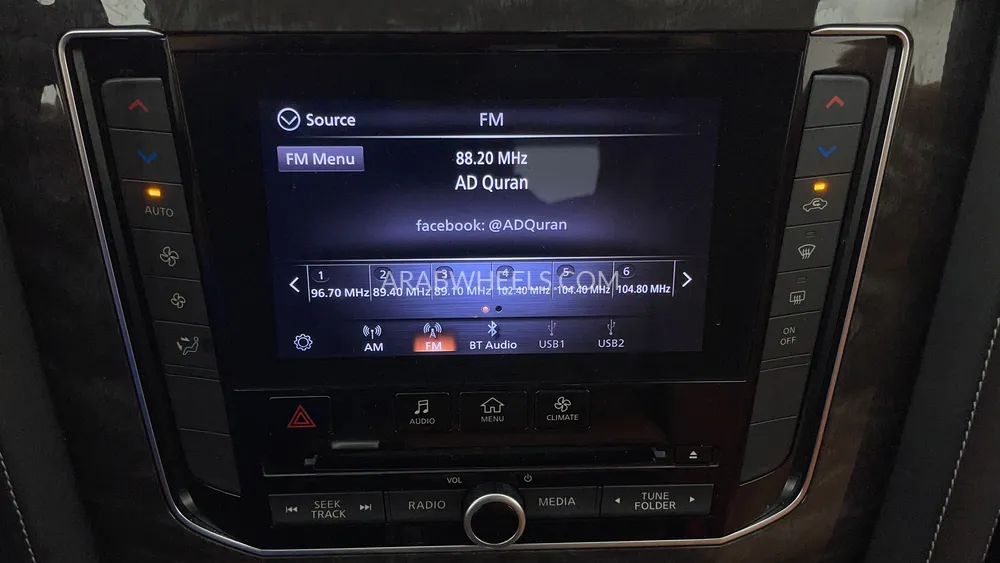 Source
FM
FM Menu
88.20 MHz
AD Quran
facebook: @ADQuran
1 2 3 4 5 6
96.70 MHz 89.40 MHz 89.10 MHz 102.40 MHz 104.40 MHz 104.80 MHz
ARABWHEELS.COM
AM FM BT Audio USB1 USB2
AUTO
ON
OFF
AUDIO MENU CLIMATE
VOL
SEEK
TRACK
RADIO
MEDIA
TUNE
FOLDER